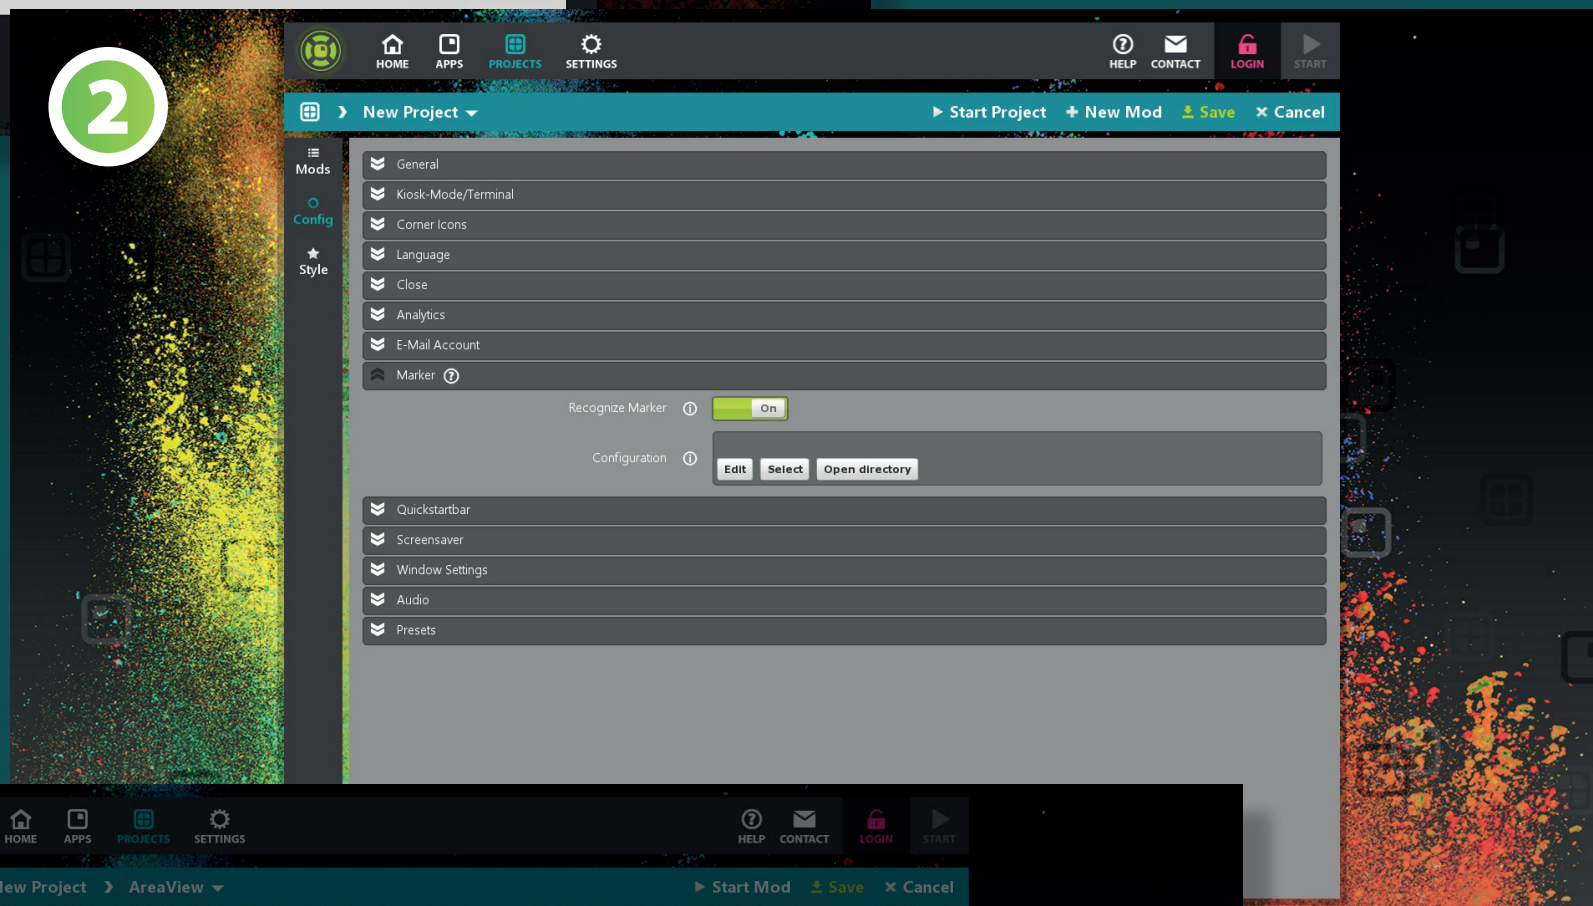 2
HOME APPS PROJECTS SETTINGS HELP CONTACT LOGIN START
New Project Start Project New Mod Save Cancel
Mods
Config
Style
General
Kiosk-Mode/Terminal
Corner Icons
Language
Close
Analytics
E-Mail Account
Marker ?
Recognize Marker On
Configuration
Edit Select Open directory
Quickstartbar
Screensaver
Window Settings
Audio
Presets
HOME APPS PROJECTS SETTINGS HELP CONTACT LOGIN START
New Project AreaView Start Mod Save Cancel